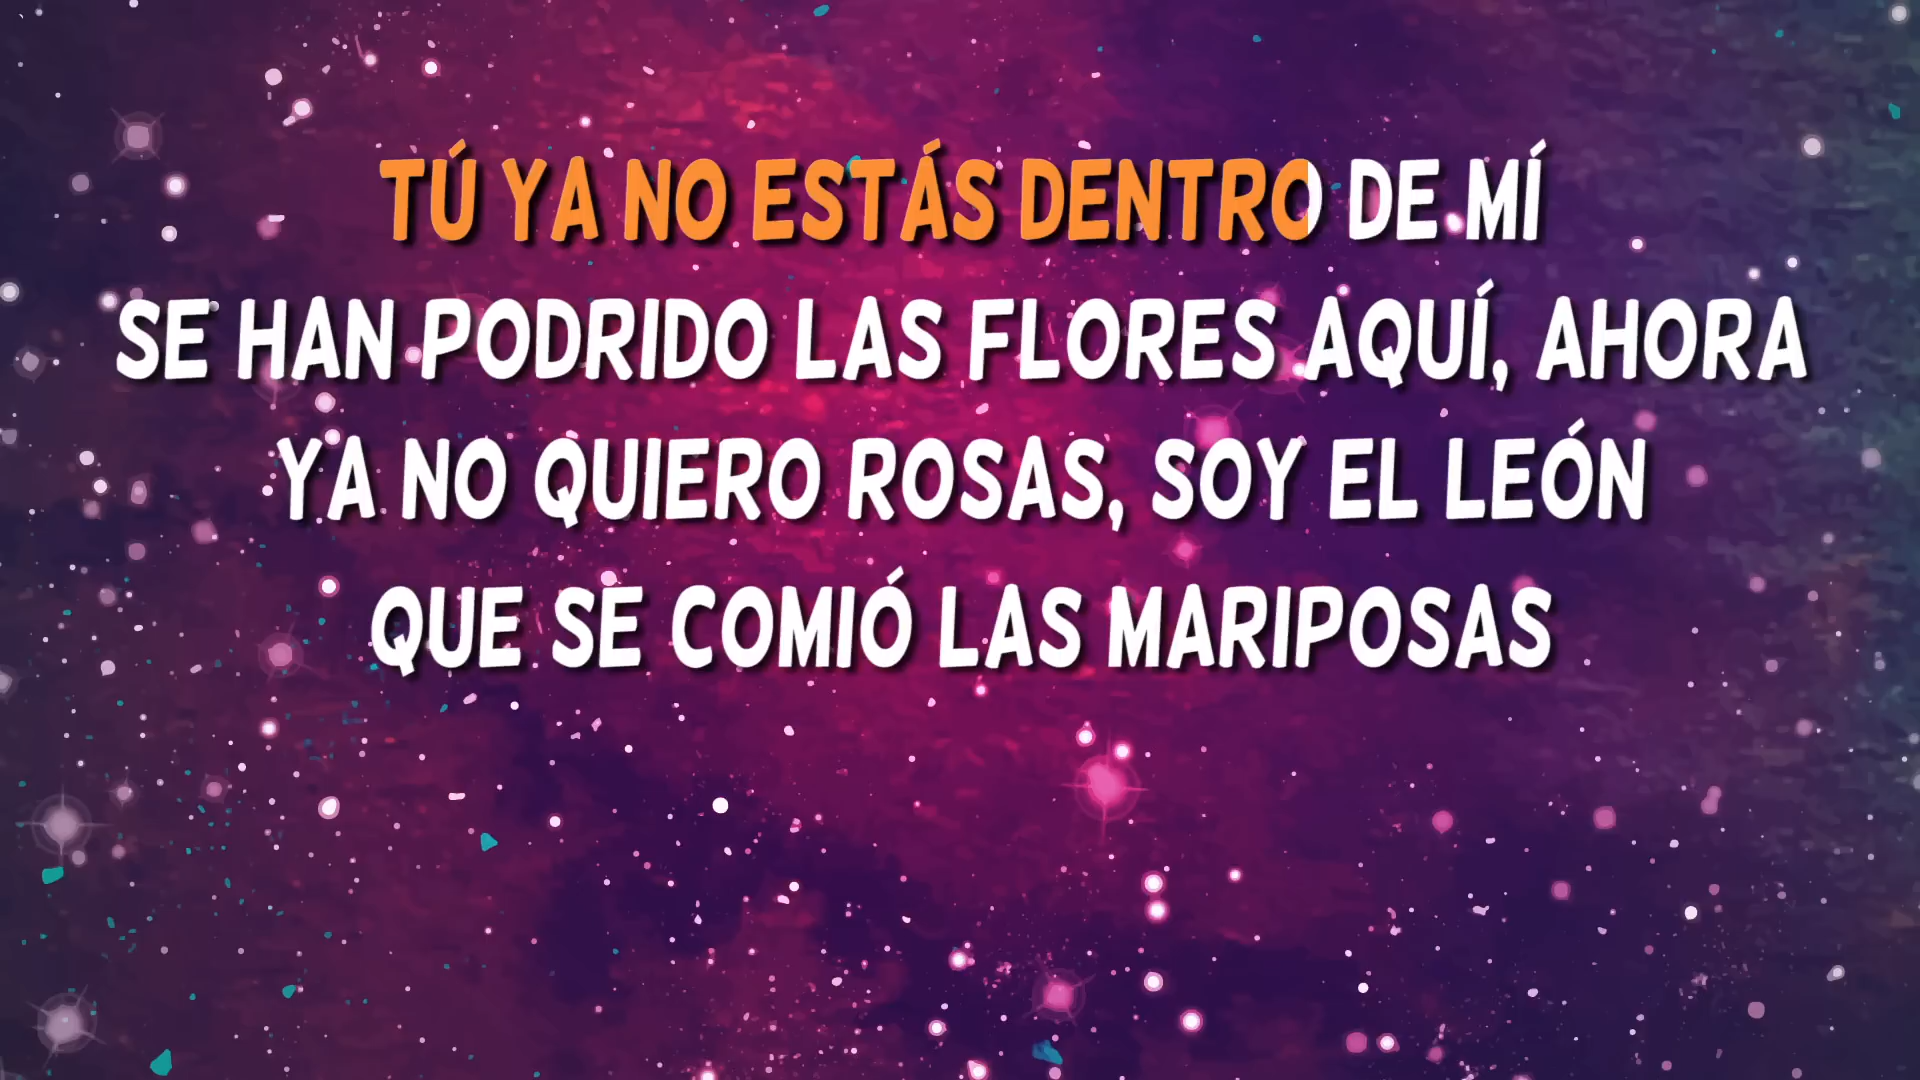 TÚ YA NO ESTÁS DENTRO DE MÍ
SE HAN PODRIDO LAS FLORES AQUÍ, AHORA
YA NO QUIERO ROSAS, SOY EL LEÓN
QUE SE COMIÓ LAS MARIPOSAS